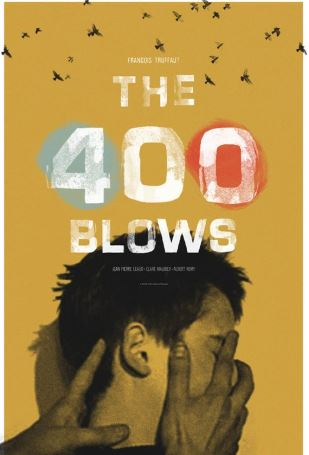 FRANÇOIS TRUFFAUT
THE
400
BLOWS
JEAN-PIERRE LÉAUD • CLAIRE MAURIER • ALBERT RÉMY